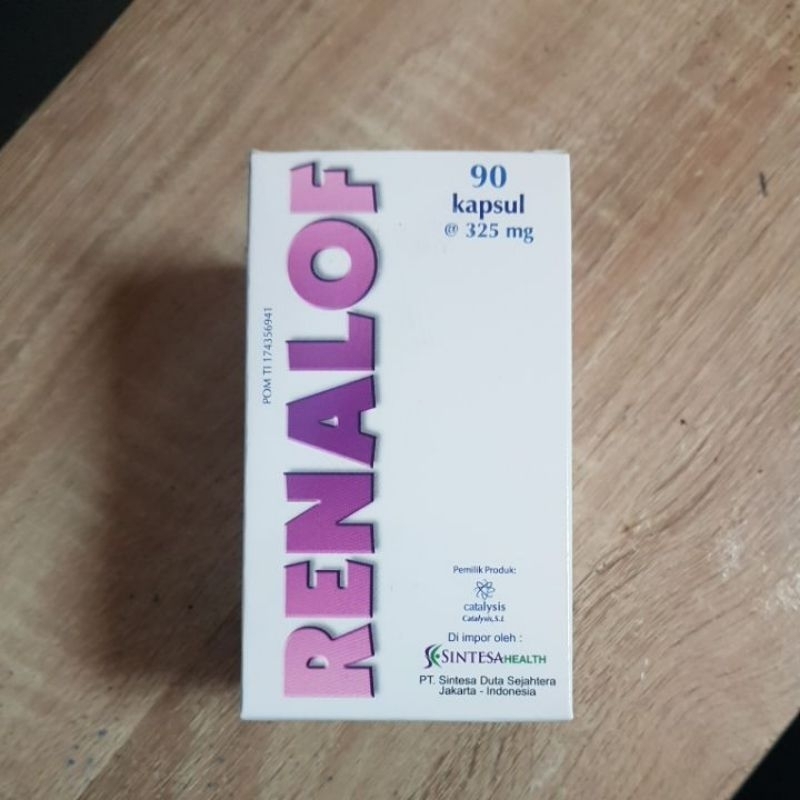 RENALOF
POM TI 174356941
90
kapsul
@ 325 mg
Pemilik Produk:
catalysis
Catalysis, S.L
Di impor oleh :
SINTESAHEALTH
PT. Sintesa Duta Sejahtera
Jakarta - Indonesia